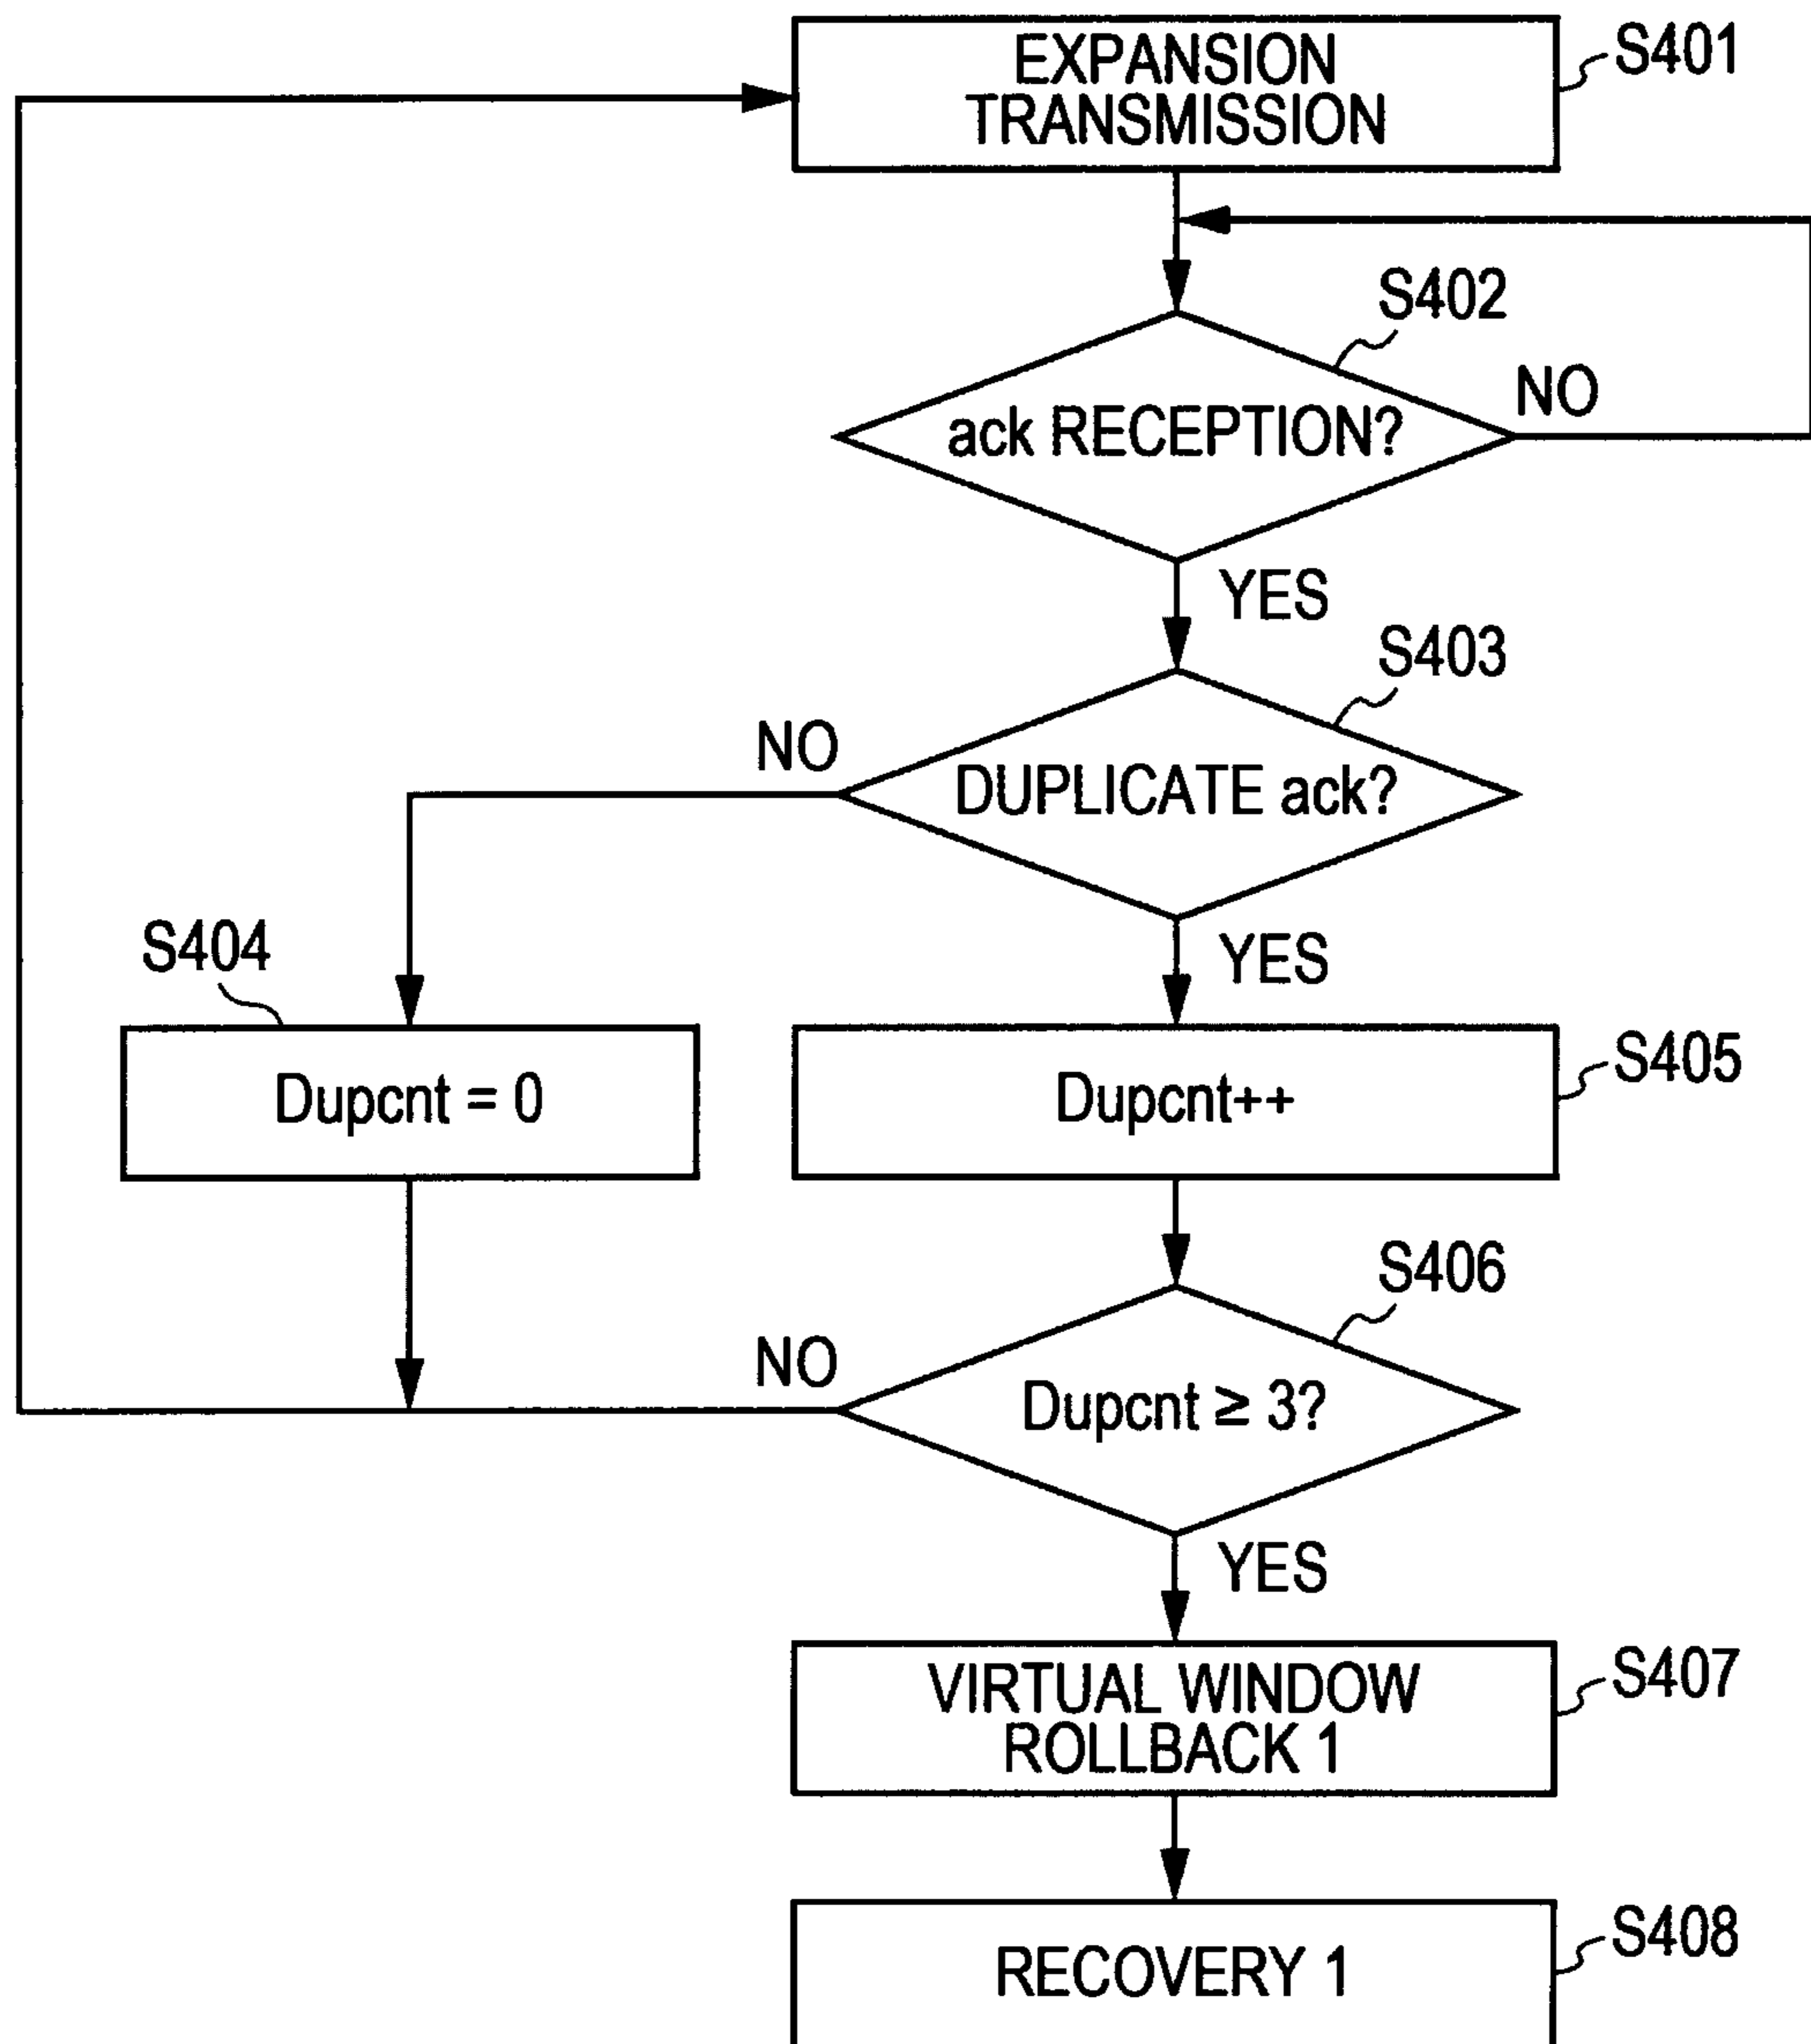 EXPANSION
TRANSMISSION
S401
S402
ack RECEPTION?
NO
YES
S403
NO
DUPLICATE ack?
YES
S404
Dupcnt = 0
Dupcnt++
S405
S406
NO
Dupcnt ≥ 3?
YES
VIRTUAL WINDOW
ROLLBACK 1
S407
RECOVERY 1
S408